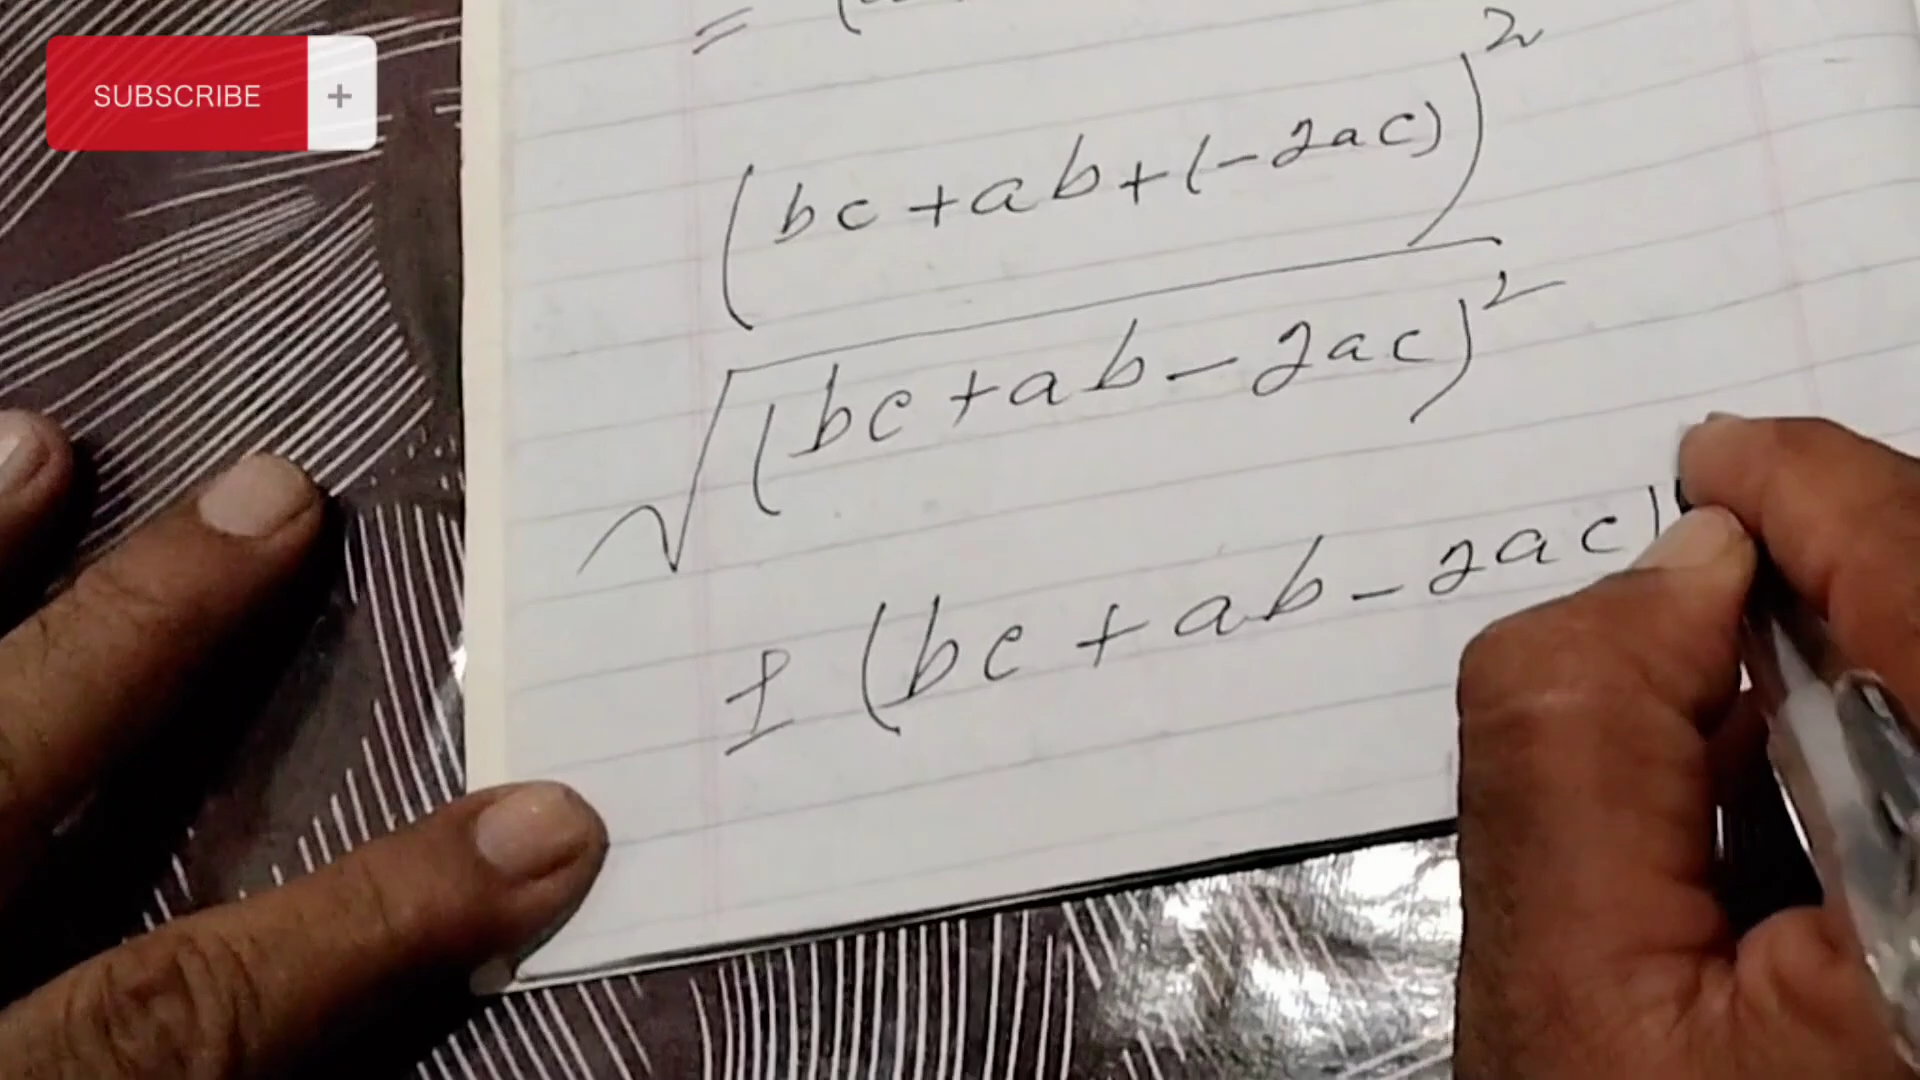 SUBSCRIBE +
=
(bc+ab+(-2ac))²
√(bc+ab-2ac)²
± (bc+ab-2ac)